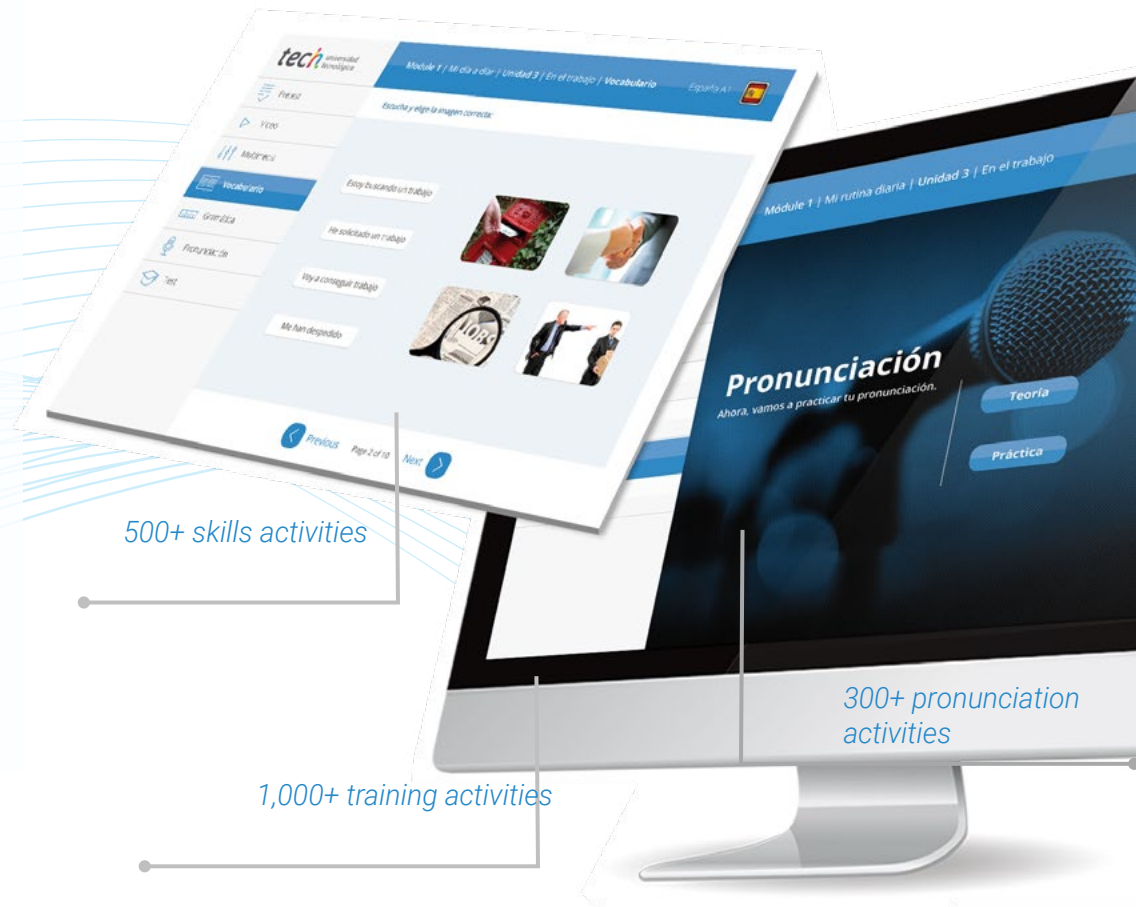 tech universidad
tecnológica
Module 1 | Mi día a diar | Unidad 3 | En el trabajo | Vocabulario
España A1
Escucha y elige la imagen correcta:
Video
Vocabulario
Gramática
Pronunciación
Test
Estoy buscando un trabajo
He solicitado un trabajo
Voy a conseguir trabajo
Me han despedido
JOBS
Previous
Page 2 of 10
Next
Módule 1 | Mi rutina diaria | Unidad 3 | En el trabajo
Pronunciación
Ahora, vamos a practicar tu pronunciación.
Teoría
Práctica
500+ skills activities
300+ pronunciation
activities
1,000+ training activities